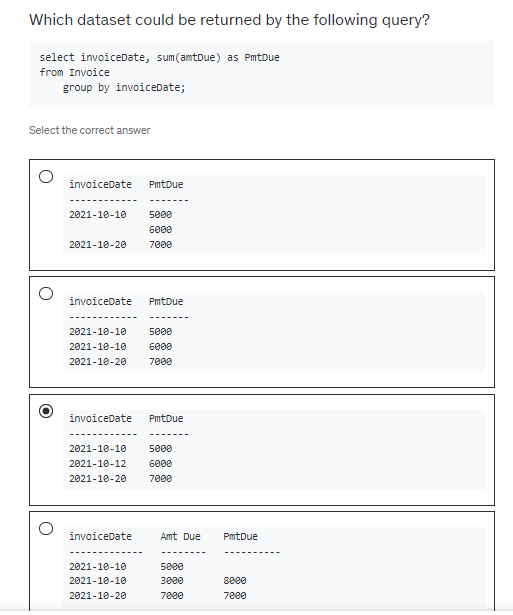 Which dataset could be returned by the following query?
select invoiceDate, sum(amtDue) as PmtDue
from Invoice
group by invoiceDate;
Select the correct answer
invoiceDate PmtDue
------------ -------
2021-10-10 5000
6000
2021-10-20 7000
invoiceDate PmtDue
------------ -------
2021-10-10 5000
2021-10-10 6000
2021-10-20 7000
invoiceDate PmtDue
------------ -------
2021-10-10 5000
2021-10-12 6000
2021-10-20 7000
invoiceDate Amt Due PmtDue
------------- -------- ----------
2021-10-10 5000
2021-10-10 3000 8000
2021-10-20 7000 7000